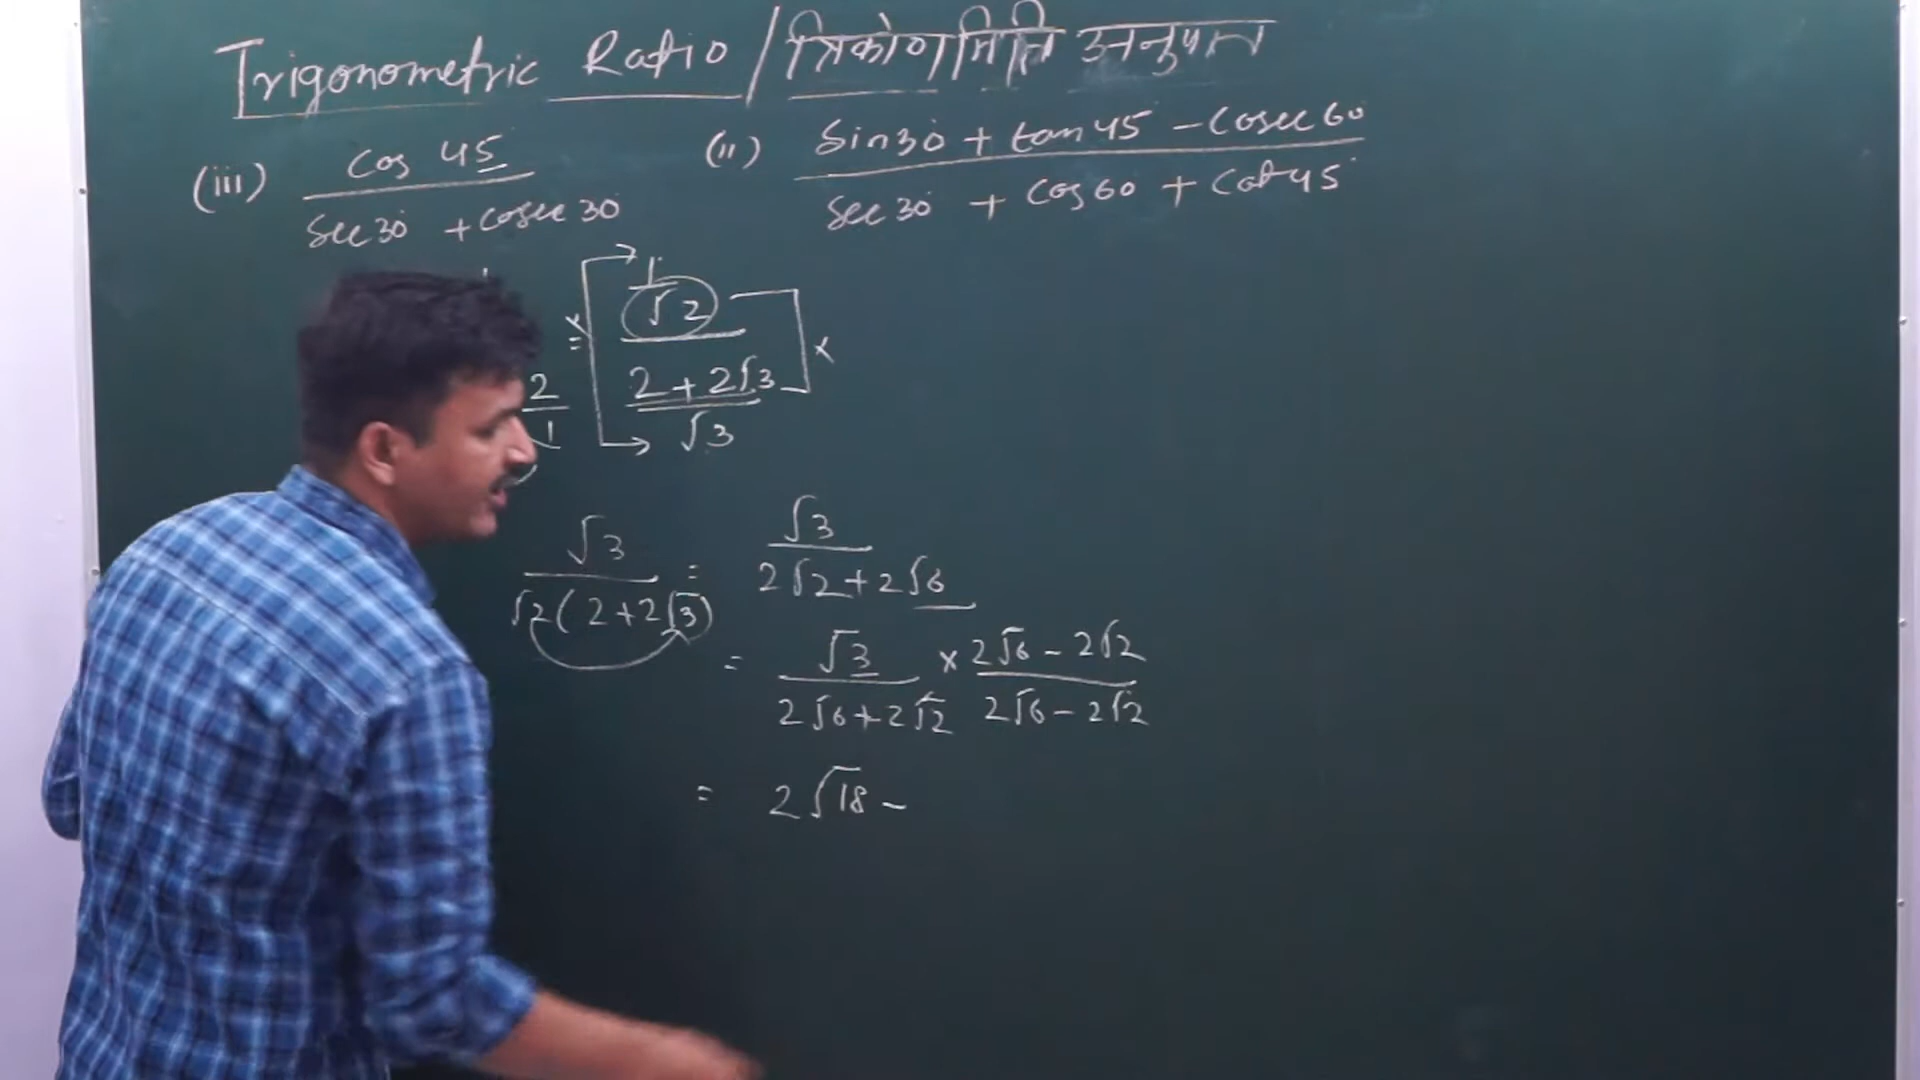 Trigonometric Ratio / त्रिकोणमिति अनुपात
(iii) cos 45° / sec 30° + cosec 30°
(ii) sin 30° + tan 45° - cosec 60° / sec 30° + cos 60° + cot 45°
= 1/√2 / 2+2√3 / √3 ×
2/1
√3 / √2(2+2√3) = √3 / 2√2+2√6
= √3 / 2√6+2√2 × 2√6-2√2 / 2√6-2√2
= 2√18 -